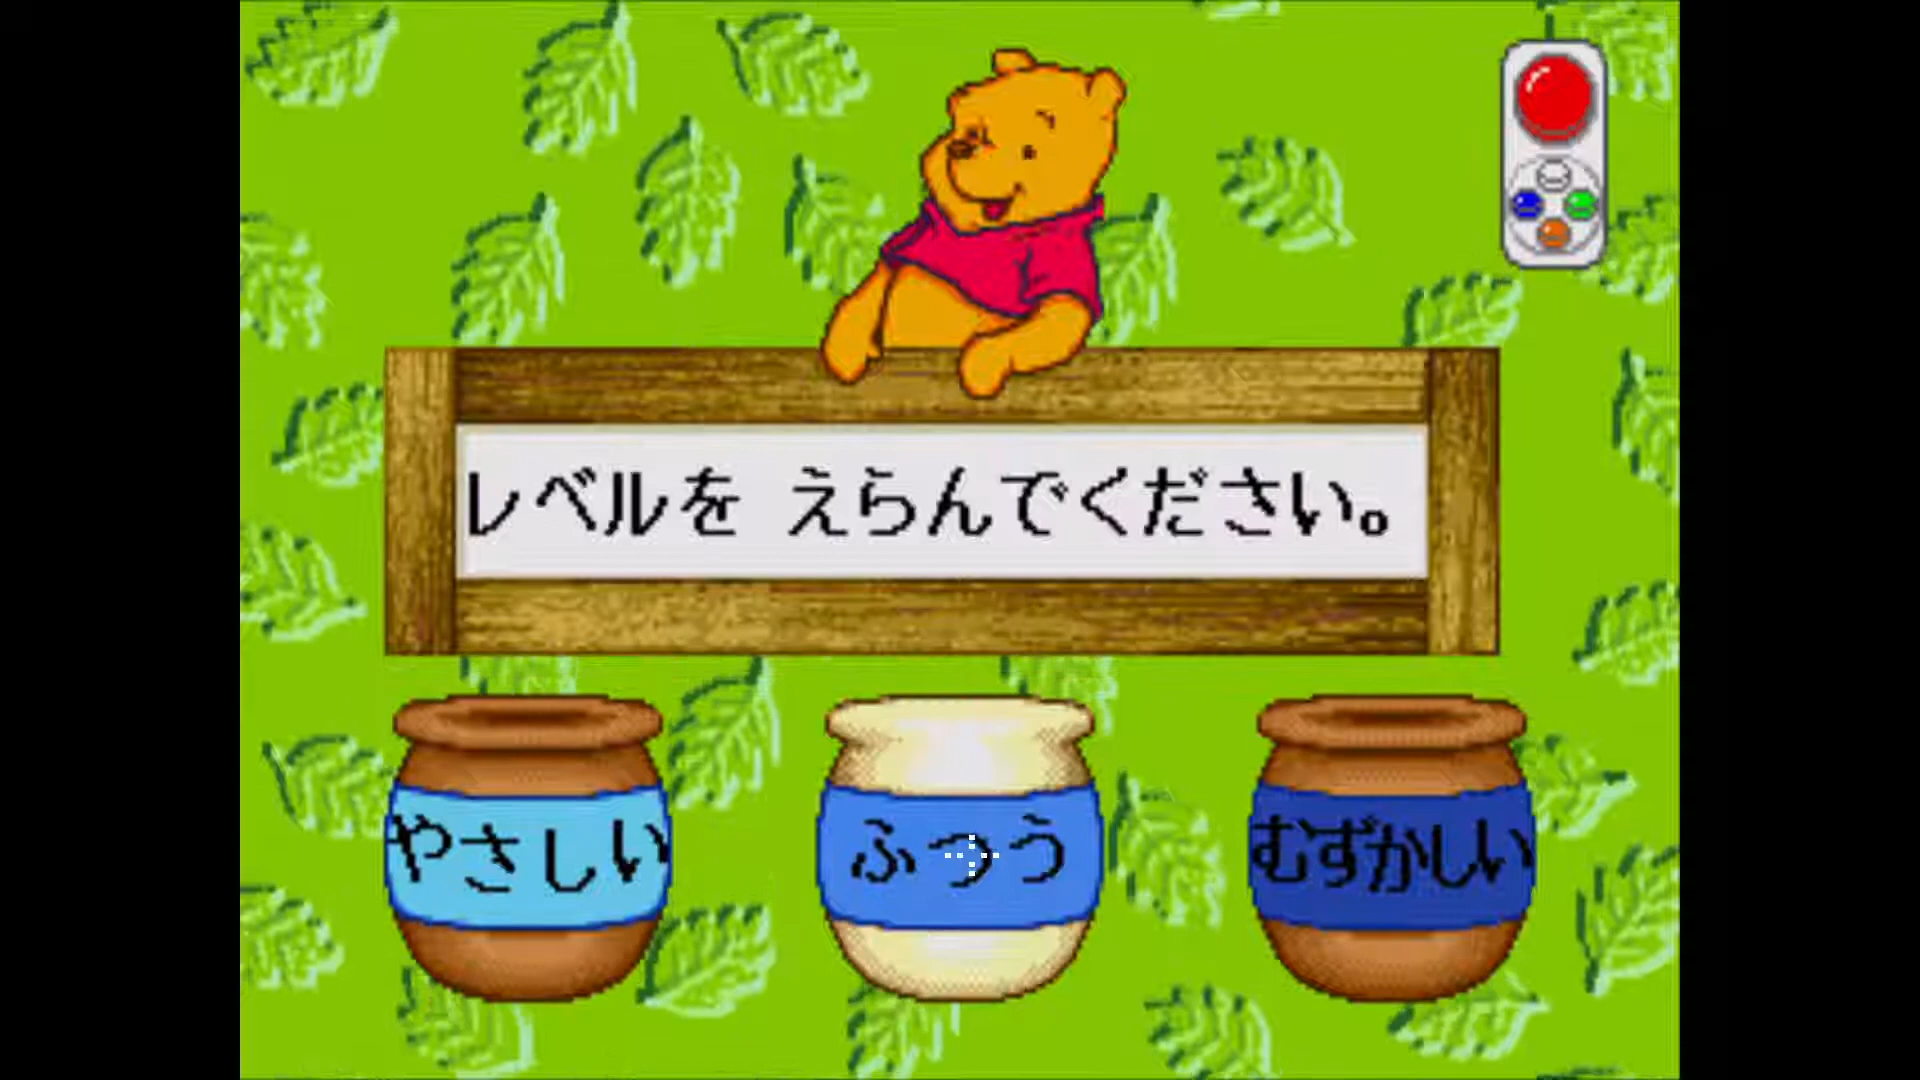 レベルを えらんでください。
やさしい
ふつう
むずかしい